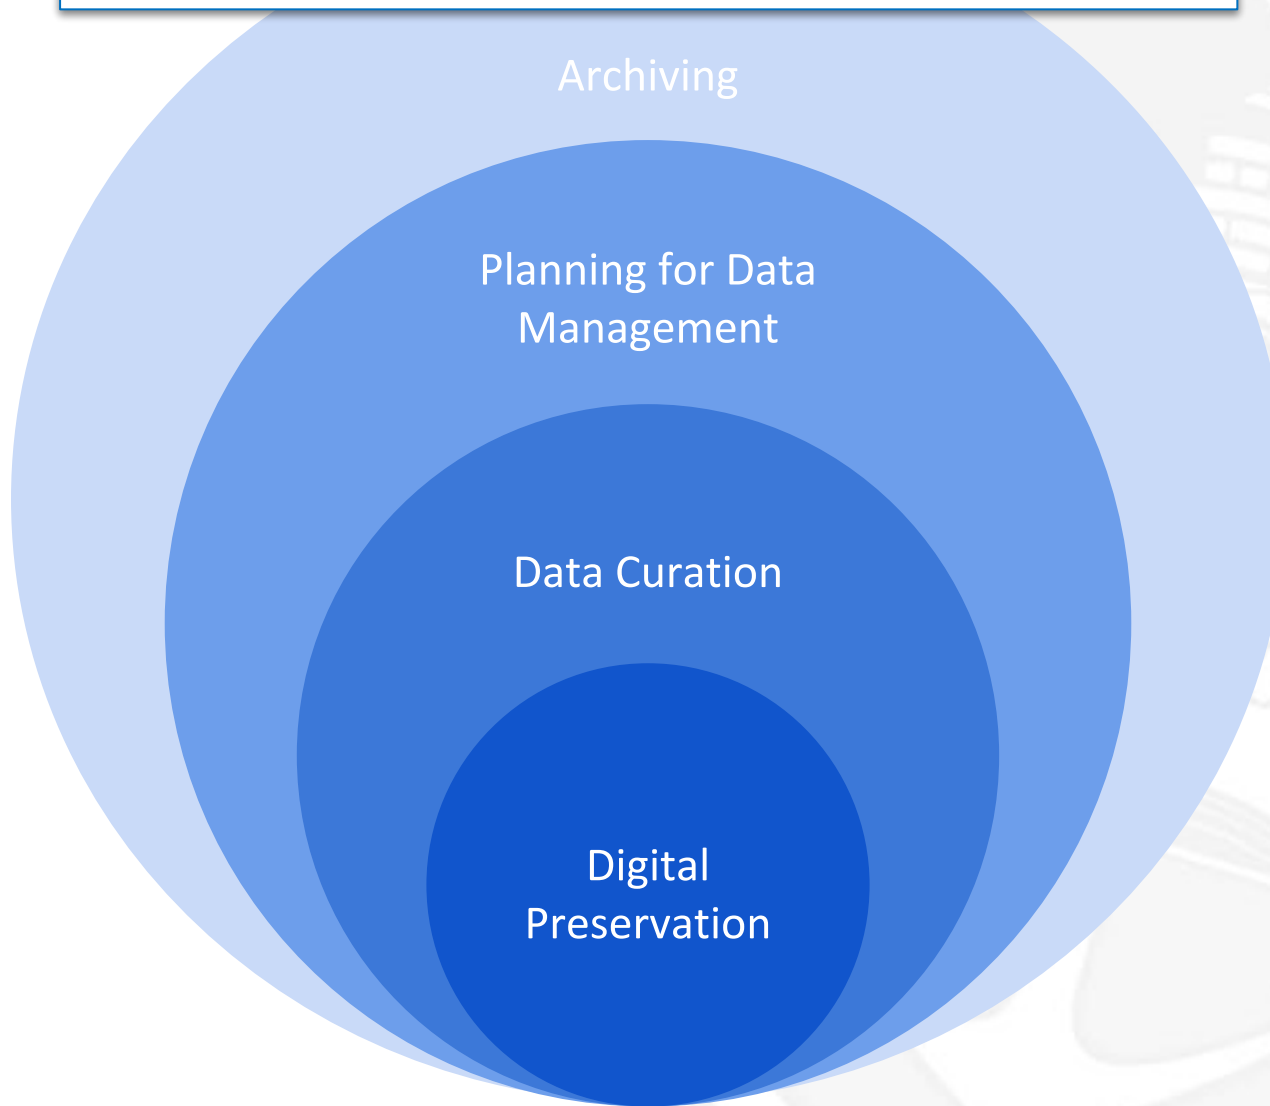 Archiving
Planning for Data
Management
Data Curation
Digital
Preservation